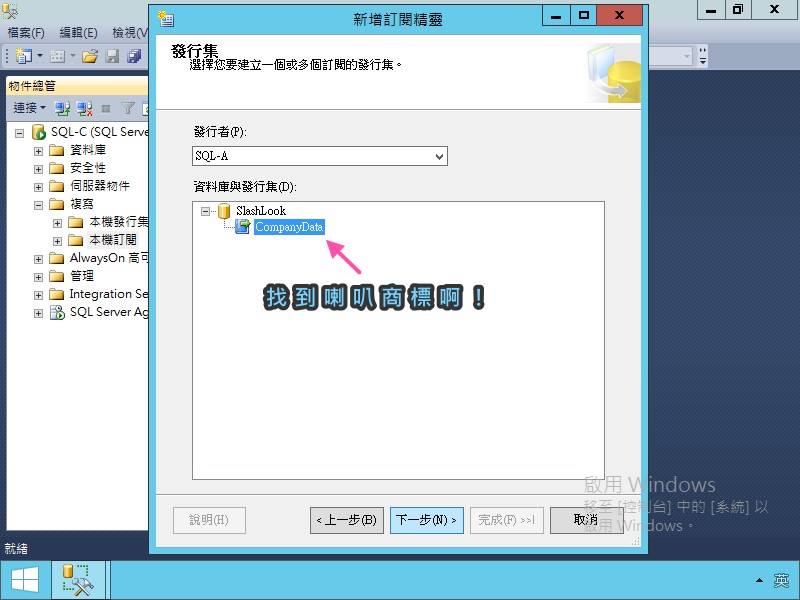 新增訂閱精靈
檔案(F) 編輯(E) 檢視(V
物件總管
連接
SQL-C (SQL Serve
資料庫
安全性
伺服器物件
複寫
本機發行集
本機訂閱
AlwaysOn 高可
管理
Integration Se
SQL Server Ag
發行集
選擇您要建立一個或多個訂閱的發行集。
發行者(P):
SQL-A
資料庫與發行集(D):
SlashLook
CompanyData
找到喇叭商標啊!
說明(H) < 上一步(B) 下一步(N) > 完成(F) >>| 取消
啟用 Windows
移至 [控制台] 中的 [系統] 以
啟用 Windows。
就緒
英